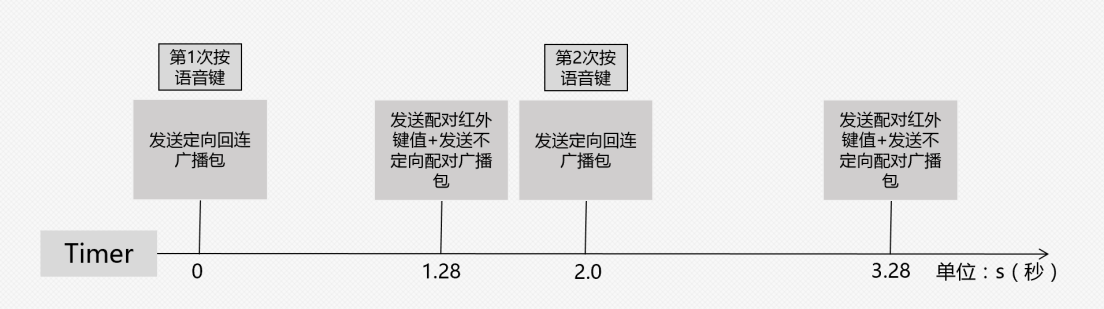 第1次按
语音键
第2次按
语音键
发送定向回连
广播包
发送配对红外
键值+发送不
定向配对广播
包
发送定向回连
广播包
发送配对红外
键值+发送不
定向配对广播
包
Timer
0
1.28
2.0
3.28
单位：s（秒）